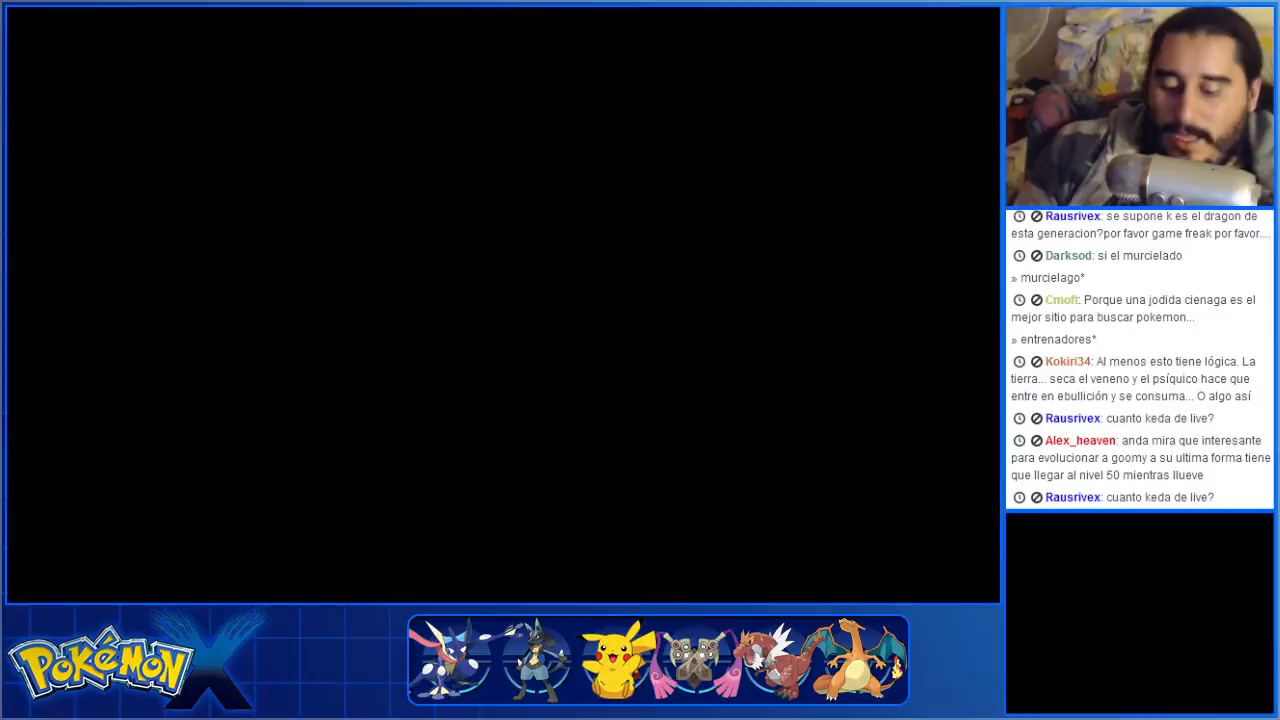 Rausrivex: se supone k es el dragon de
esta generacion?por favor game freak por favor....
Darksod: si el murcielado
» murcielago*
Cmoft: Porque una jodida cienaga es el
mejor sitio para buscar pokemon...
» entrenadores*
Kokiri34: Al menos esto tiene lógica. La
tierra... seca el veneno y el psíquico hace que
entre en ebullición y se consuma... O algo así
Rausrivex: cuanto keda de live?
Alex_heaven: anda mira que interesante
para evolucionar a goomy a su ultima forma tiene
que llegar al nivel 50 mientras llueve
Rausrivex: cuanto keda de live?
POKéMON X